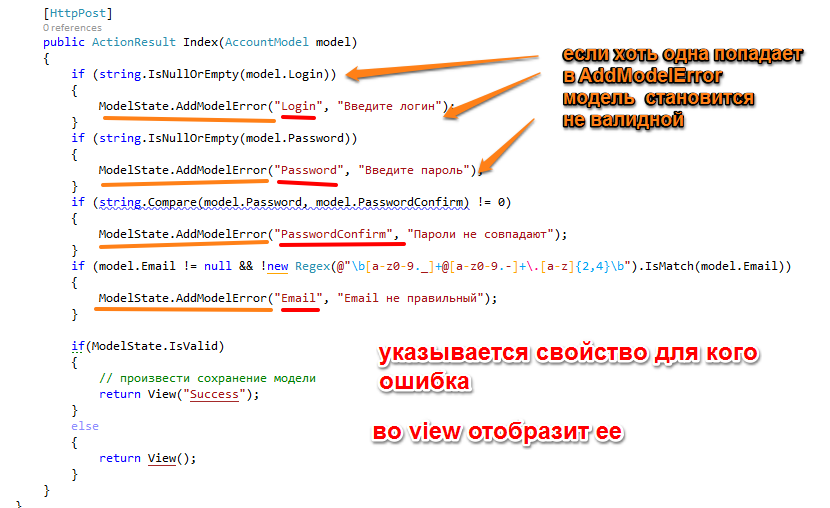 [HttpPost]
0 references
public ActionResult Index(AccountModel model)
{
если хоть одна попадает
в AddModelError
модель становится
не валидной
if (string.IsNullOrEmpty(model.Login))
{
ModelState.AddModelError("Login", "Введите логин");
}
if (string.IsNullOrEmpty(model.Password))
{
ModelState.AddModelError("Password", "Введите пароль");
}
if (string.Compare(model.Password, model.PasswordConfirm) != 0)
{
ModelState.AddModelError("PasswordConfirm", "Пароли не совпадают");
}
if (model.Email != null && !new Regex(@"\b[a-z0-9._]+@[a-z0-9.-]+\.[a-z]{2,4}\b").IsMatch(model.Email))
{
ModelState.AddModelError("Email", "Email не правильный");
}
if(ModelState.IsValid)
{
// произвести сохранение модели
return View("Success");
}
else
{
return View();
}
}
}
указывается свойство для кого
ошибка
во view отобразит ее